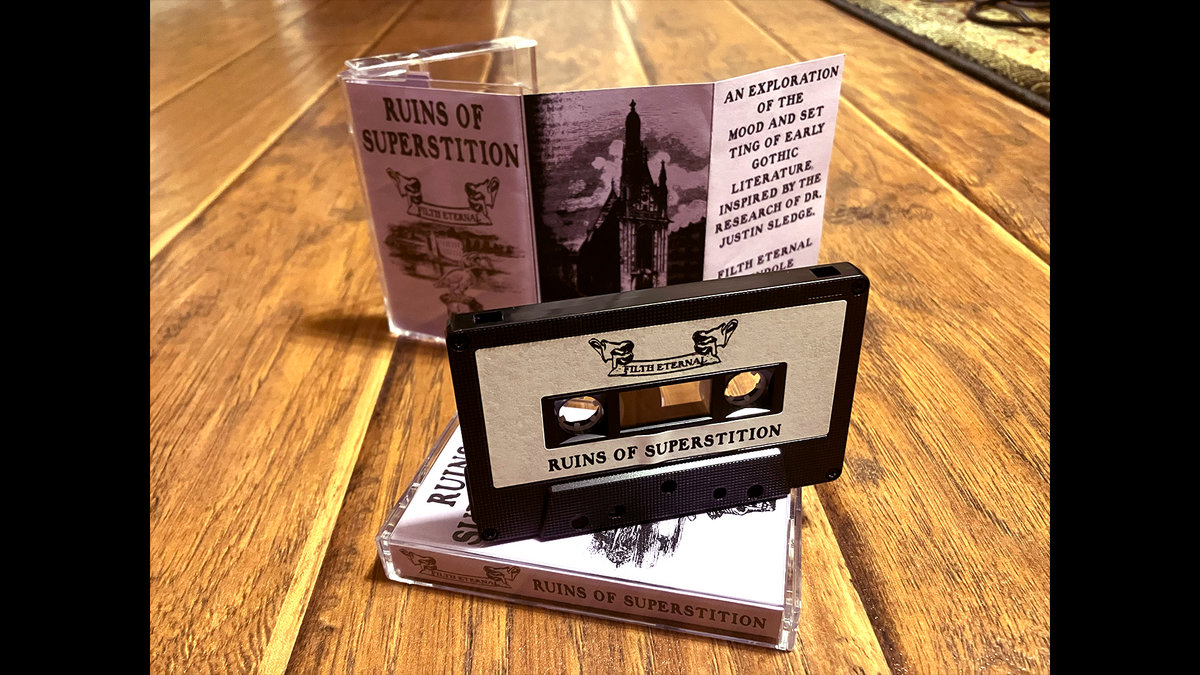 RUINS OF
SUPERSTITION
FILTH ETERNAL
AN EXPLORATION
OF THE
MOOD AND SET
TING OF EARLY
GOTHIC
LITERATURE,
INSPIRED BY THE
RESEARCH OF DR.
JUSTIN SLEDGE.
FILTH ETERNAL
FILTH ETERNAL
RUINS OF SUPERSTITION
RUINS
FILTH ETERNAL
RUINS OF SUPERSTITION